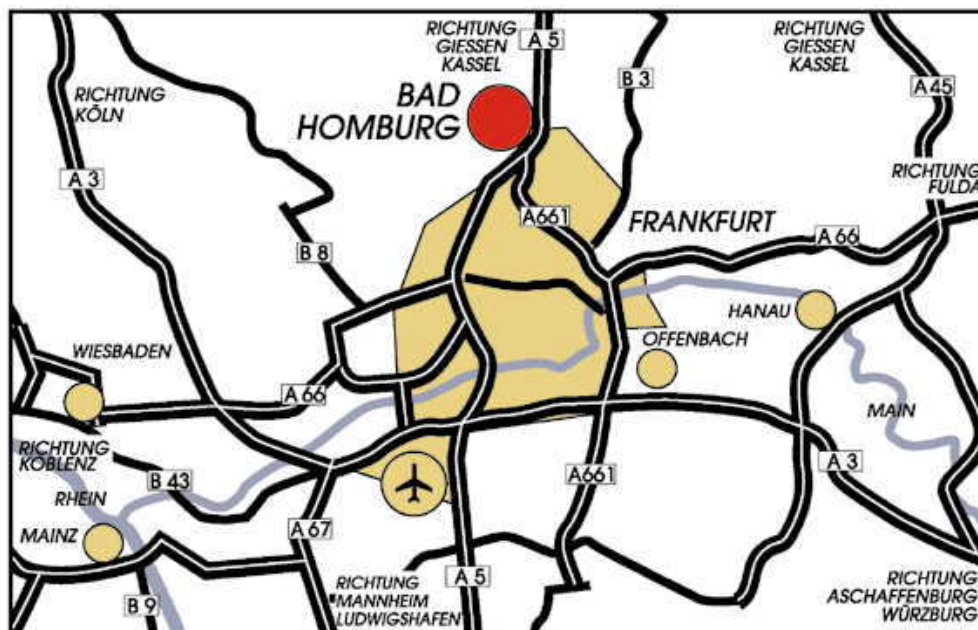 RICHTUNG
GIESSEN
KASSEL
A 5
RICHTUNG
GIESSEN
KASSEL
B 3
A 45
RICHTUNG
KÖLN
BAD
HOMBURG
A 3
RICHTUNG
FULDA
A661
FRANKFURT
A 66
B 8
HANAU
OFFENBACH
WIESBADEN
A 66
MAIN
RICHTUNG
KOBLENZ
A 3
B 43
A661
RHEIN
MAINZ
A 67
A 5
RICHTUNG
MANNHEIM
LUDWIGSHAFEN
B 9
RICHTUNG
ASCHAFFENBURG
WÜRZBURG